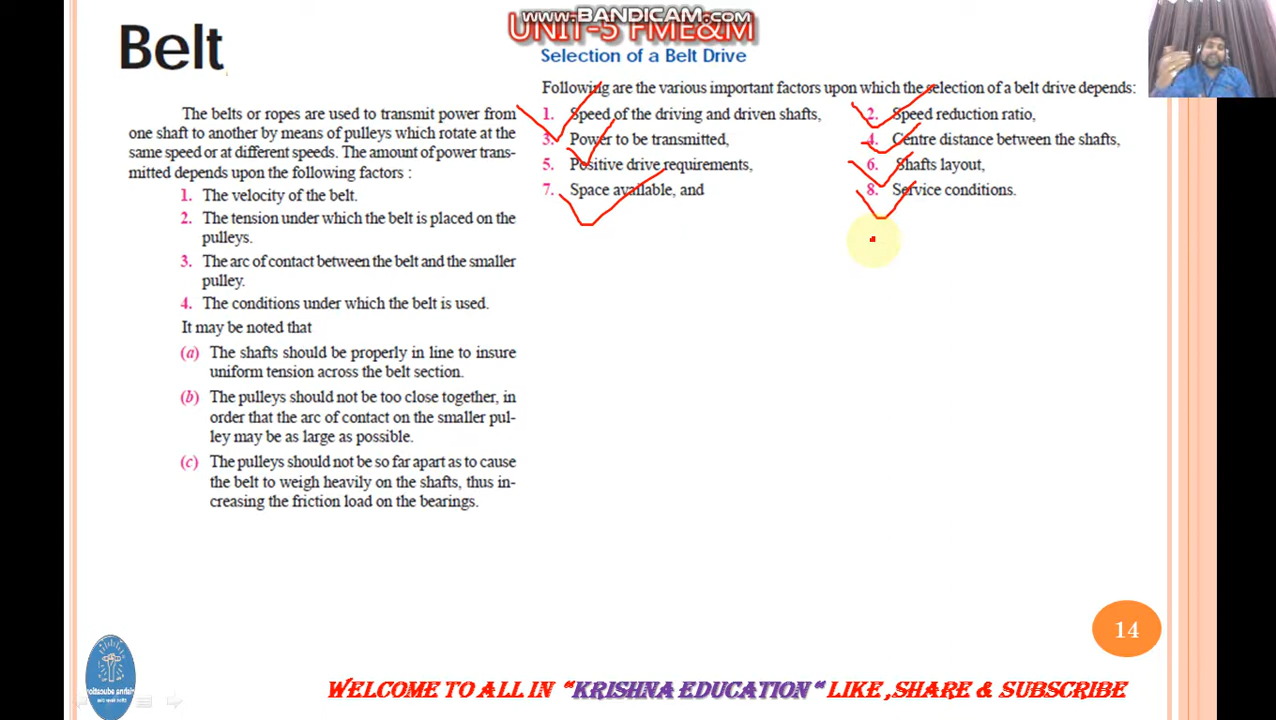 www.BANDICAM.com
UNIT-5 FME&M
Belt
Selection of a Belt Drive
Following are the various important factors upon which the selection of a belt drive depends:
1. Speed of the driving and driven shafts,
2. Speed reduction ratio,
3. Power to be transmitted,
4. Centre distance between the shafts,
5. Positive drive requirements,
6. Shafts layout,
7. Space available, and
8. Service conditions.
The belts or ropes are used to transmit power from
one shaft to another by means of pulleys which rotate at the
same speed or at different speeds. The amount of power trans-
mitted depends upon the following factors :
1. The velocity of the belt.
2. The tension under which the belt is placed on the
pulleys.
3. The arc of contact between the belt and the smaller
pulley.
4. The conditions under which the belt is used.
It may be noted that
(a) The shafts should be properly in line to insure
uniform tension across the belt section.
(b) The pulleys should not be too close together, in
order that the arc of contact on the smaller pul-
ley may be as large as possible.
(c) The pulleys should not be so far apart as to cause
the belt to weigh heavily on the shafts, thus in-
creasing the friction load on the bearings.
14
WELCOME TO ALL IN “KRISHNA EDUCATION“ LIKE ,SHARE & SUBSCRIBE